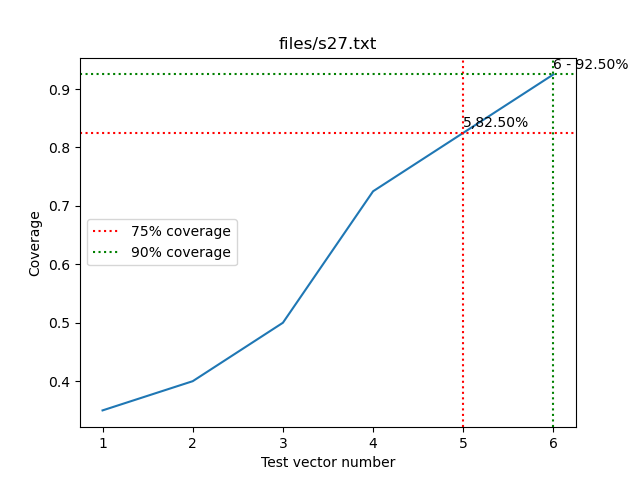 files/s27.txt
6 - 92.50%
5,82.50%
0.9
0.8
0.7
0.6
0.5
0.4
Coverage
75% coverage
90% coverage
1 2 3 4 5 6
Test vector number